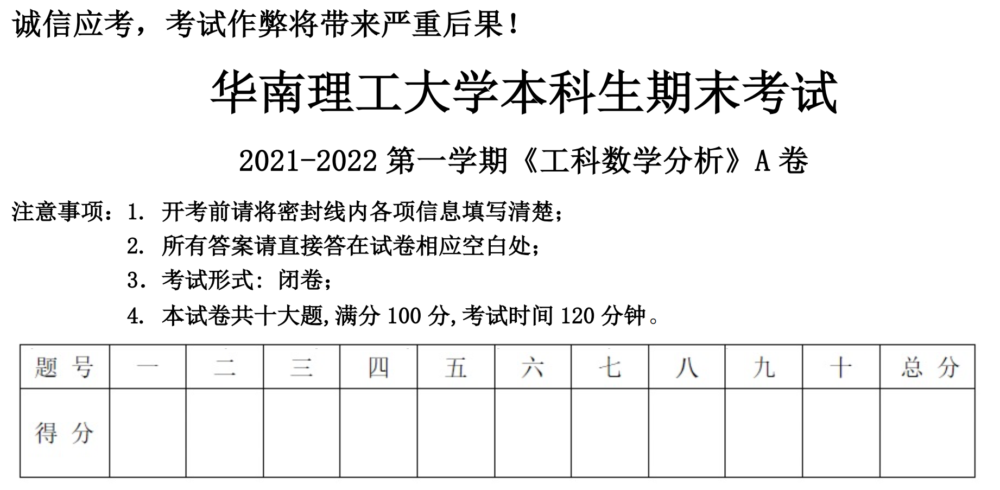 诚信应考，考试作弊将带来严重后果！
华南理工大学本科生期末考试
2021-2022 第一学期《工科数学分析》A 卷
注意事项：1. 开考前请将密封线内各项信息填写清楚；
2. 所有答案请直接答在试卷相应空白处；
3. 考试形式：闭卷；
4. 本试卷共十大题,满分 100 分,考试时间 120 分钟。
题 号 一 二 三 四 五 六 七 八 九 十 总 分
得 分